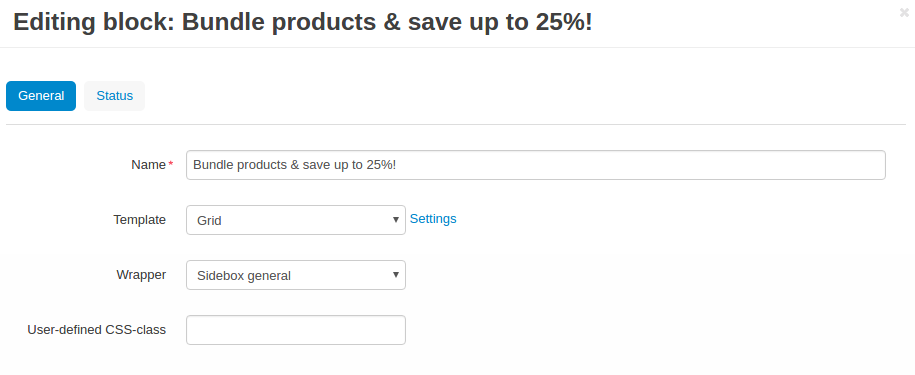 Editing block: Bundle products & save up to 25%!
General Status
Name * Bundle products & save up to 25%!
Template Grid Settings
Wrapper Sidebox general
User-defined CSS-class